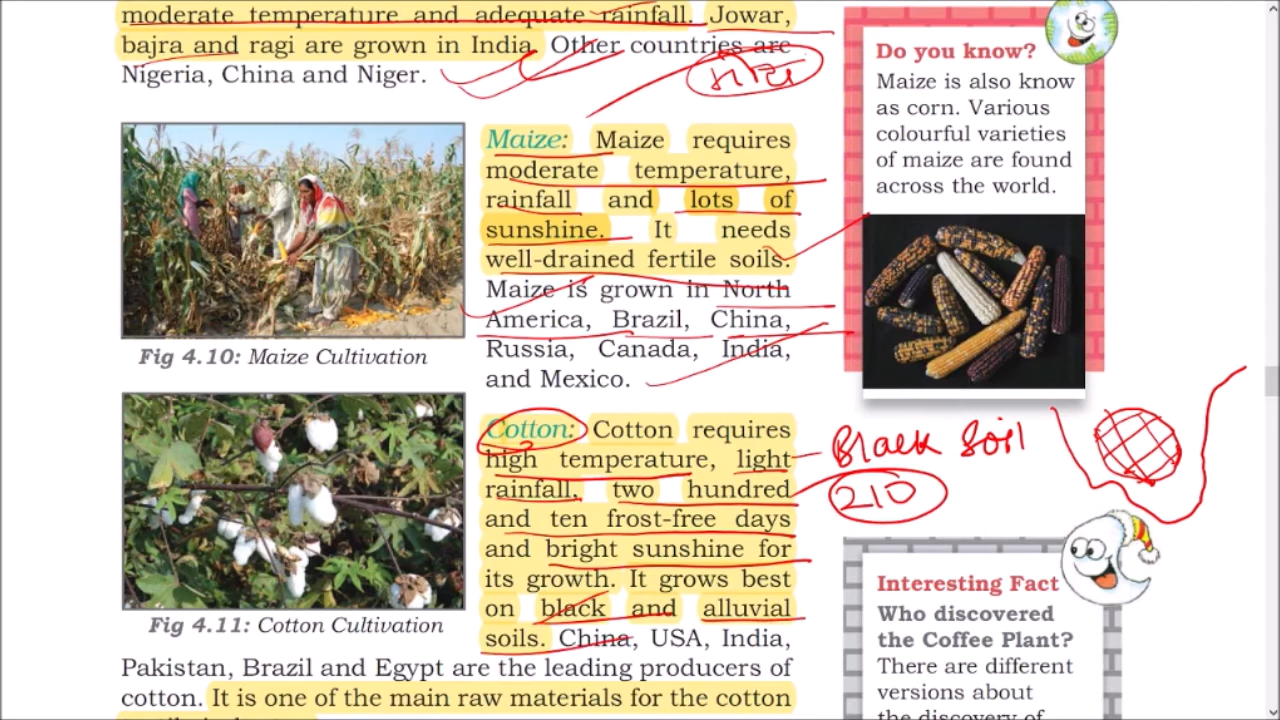 moderate temperature and adequate rainfall. Jowar,
bajra and ragi are grown in India. Other countries are
Nigeria, China and Niger.
Maize: Maize requires
moderate temperature,
rainfall and lots of
sunshine. It needs
well-drained fertile soils.
Maize is grown in North
America, Brazil, China,
Russia, Canada, India,
and Mexico.
Fig 4.10: Maize Cultivation
Cotton: Cotton requires
high temperature, light
rainfall, two hundred
and ten frost-free days
and bright sunshine for
its growth. It grows best
on black and alluvial
soils. China, USA, India,
Fig 4.11: Cotton Cultivation
Pakistan, Brazil and Egypt are the leading producers of
cotton. It is one of the main raw materials for the cotton
Do you know?
Maize is also know
as corn. Various
colourful varieties
of maize are found
across the world.
Black Soil
210
Interesting Fact
Who discovered
the Coffee Plant?
There are different
versions about
the discovery of